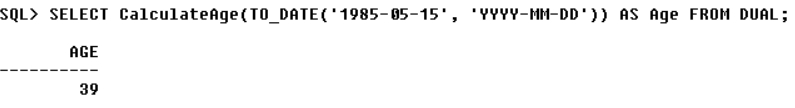 SQL> SELECT CalculateAge(TO_DATE('1985-05-15', 'YYYY-MM-DD')) AS Age FROM DUAL;
AGE
----------
39